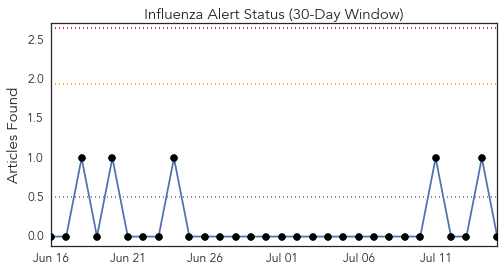 Influenza Alert Status (30-Day Window)
Articles Found
2.5
2.0
1.5
1.0
0.5
0.0
Jun 16 Jun 21 Jun 26 Jul 01 Jul 06 Jul 11